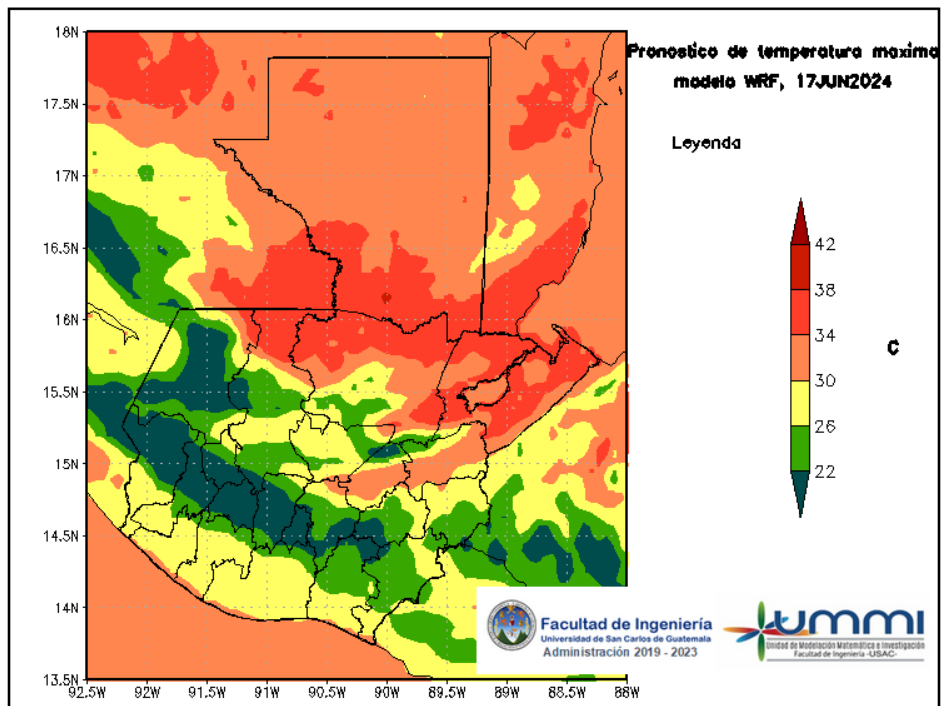 Pronostico de temperatura maxima
modelo WRF, 17JUN2024
Leyenda
18N
17.5N
17N
16.5N
16N
15.5N
15N
14.5N
14N
13.5N
92.5W 92W 91.5W 91W 90.5W 90W 89.5W 89W 88.5W 88W
42
38
34
30
26
22
C
Facultad de Ingeniería
Universidad de San Carlos de Guatemala
Administración 2019 - 2023
UMMI
Unidad de Modelación Matemática e Investigación
Facultad de Ingeniería -USAC-